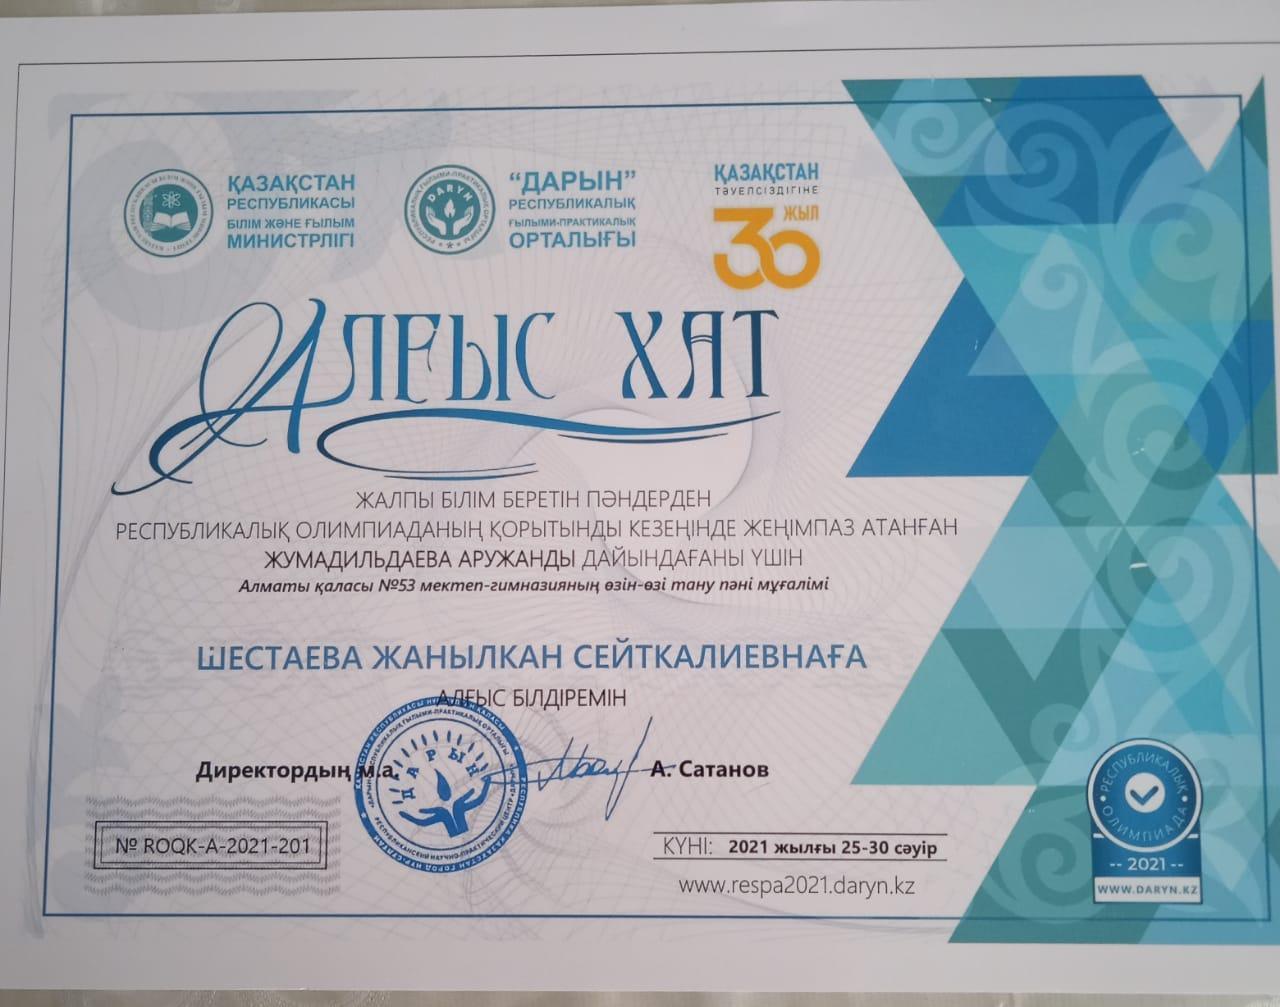 ҚАЗАҚСТАН
РЕСПУБЛИКАСЫ
БІЛІМ ЖӘНЕ ҒЫЛЫМ
МИНИСТРЛІГІ
DARYN
“ДАРЫН”
РЕСПУБЛИКАЛЫҚ
ҒЫЛЫМИ-ПРАКТИКАЛЫҚ
ОРТАЛЫҒЫ
ҚАЗАҚСТАН
ТӘУЕЛСІЗДІГІНЕ
30 ЖЫЛ
АЛҒЫС ХАТ
ЖАЛПЫ БІЛІМ БЕРЕТІН ПӘНДЕРДЕН
РЕСПУБЛИКАЛЫҚ ОЛИМПИАДАНЫҢ ҚОРЫТЫНДЫ КЕЗЕҢІНДЕ ЖЕҢІМПАЗ АТАНҒАН
ЖУМАДИЛЬДАЕВА АРУЖАНДЫ ДАЙЫНДАҒАНЫ ҮШІН
Алматы қаласы №53 мектеп-гимназияның өзін-өзі тану пәні мұғалімі
ШЕСТАЕВА ЖАНЫЛКАН СЕЙТКАЛИЕВНАҒА
АЛҒЫС БІЛДІРЕМІН
Директордың м.а. А. Сатанов
ДАРЫН
№ ROQK-A-2021-201
КҮНІ: 2021 жылғы 25-30 сәуір
www.respa2021.daryn.kz
РЕСПУБЛИКАЛЫҚ
ОЛИМПИАДА
-- 2021 --
WWW.DARYN.KZ